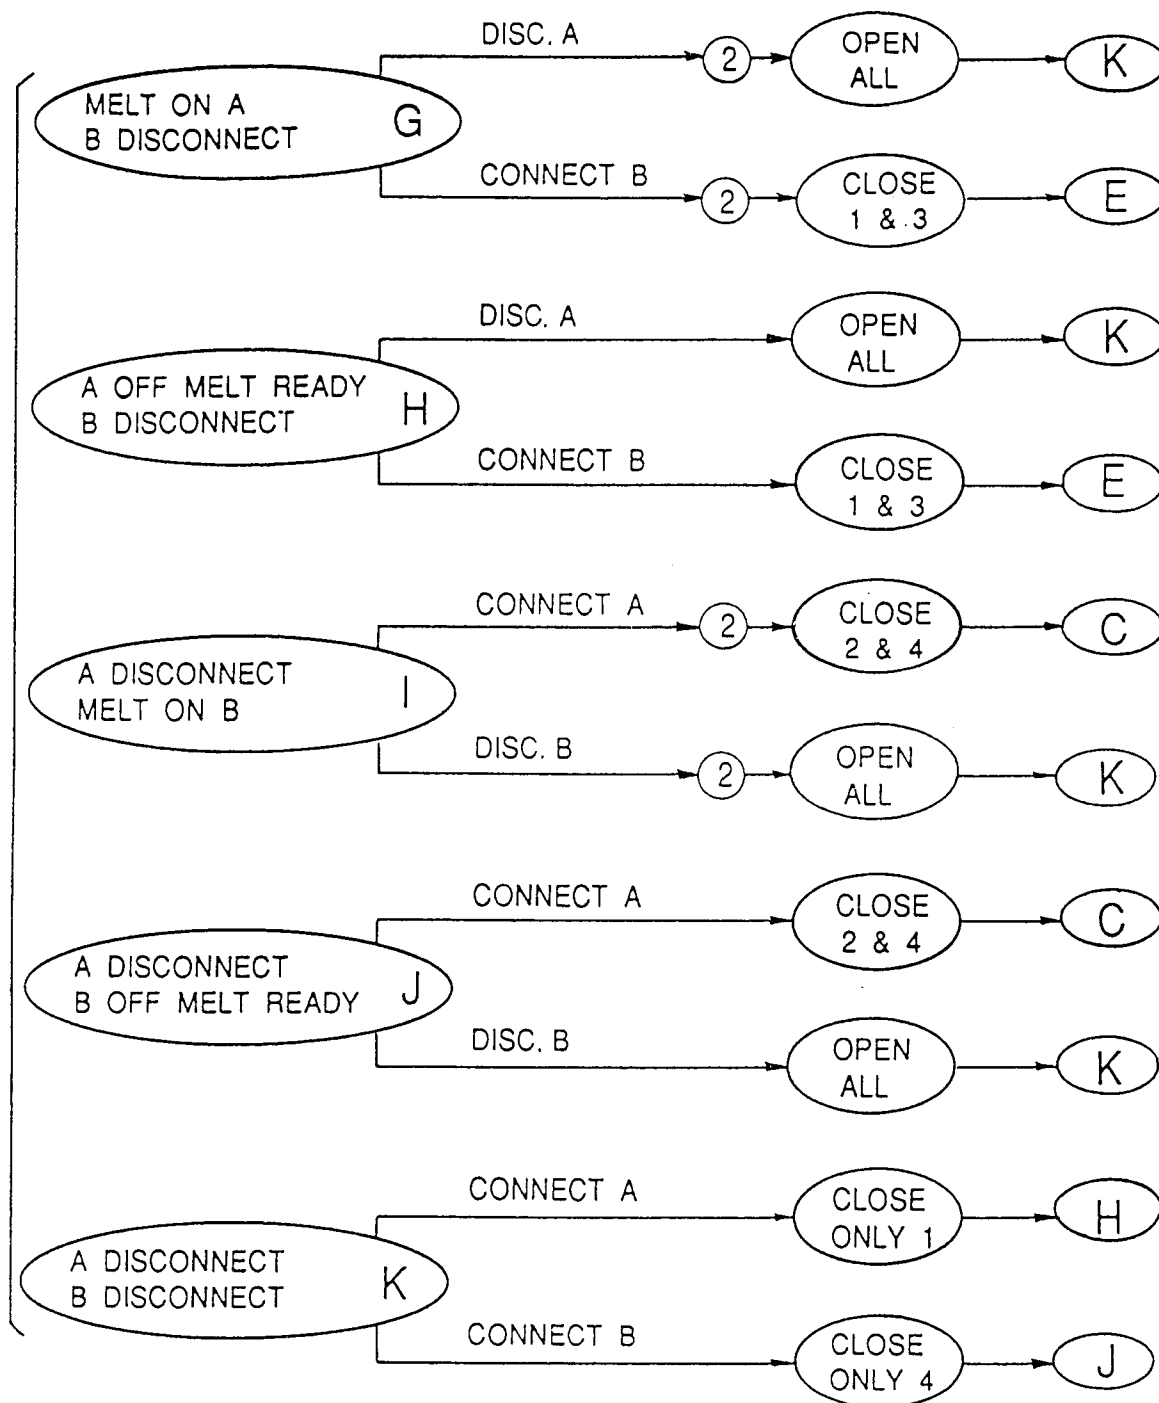 DISC. A
2
OPEN
ALL
K
MELT ON A
B DISCONNECT
G
CONNECT B
2
CLOSE
1 & 3
E
DISC. A
OPEN
ALL
K
A OFF MELT READY
B DISCONNECT
H
CONNECT B
CLOSE
1 & 3
E
CONNECT A
2
CLOSE
2 & 4
C
A DISCONNECT
MELT ON B
I
DISC. B
2
OPEN
ALL
K
CONNECT A
CLOSE
2 & 4
C
A DISCONNECT
B OFF MELT READY
J
DISC. B
OPEN
ALL
K
CONNECT A
CLOSE
ONLY 1
H
A DISCONNECT
B DISCONNECT
K
CONNECT B
CLOSE
ONLY 4
J